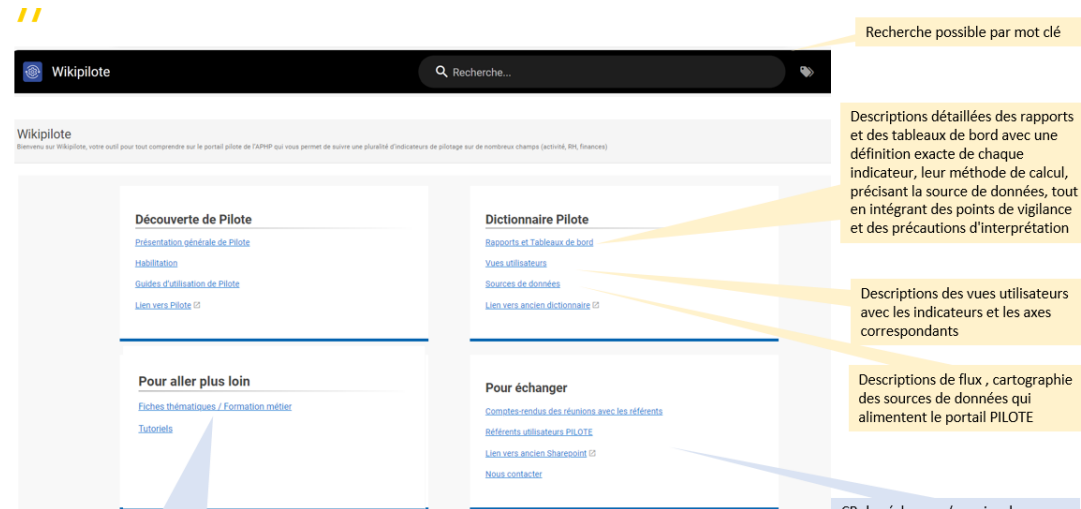 Recherche possible par mot clé
Wikipilote
Recherche...
Wikipilote
Bienvenu sur Wikipilote, votre outil pour tout comprendre sur le portail pilote de l'APHP qui vous permet de suivre une pluralité d'indicateurs de pilotage sur de nombreux champs (activité, RH, finances)
Descriptions détaillées des rapports
et des tableaux de bord avec une
définition exacte de chaque
indicateur, leur méthode de calcul,
précisant la source de données, tout
en intégrant des points de vigilance
et des précautions d'interprétation
Découverte de Pilote
Présentation générale de Pilote
Habilitation
Guides d'utilisation de Pilote
Lien vers Pilote
Dictionnaire Pilote
Rapports et Tableaux de bord
Vues utilisateurs
Sources de données
Lien vers ancien dictionnaire
Descriptions des vues utilisateurs
avec les indicateurs et les axes
correspondants
Pour aller plus loin
Fiches thématiques / Formation métier
Tutoriels
Pour échanger
Comptes-rendus des réunions avec les référents
Référents utilisateurs PILOTE
Lien vers ancien Sharepoint
Nous contacter
Descriptions de flux , cartographie
des sources de données qui
alimentent le portail PILOTE